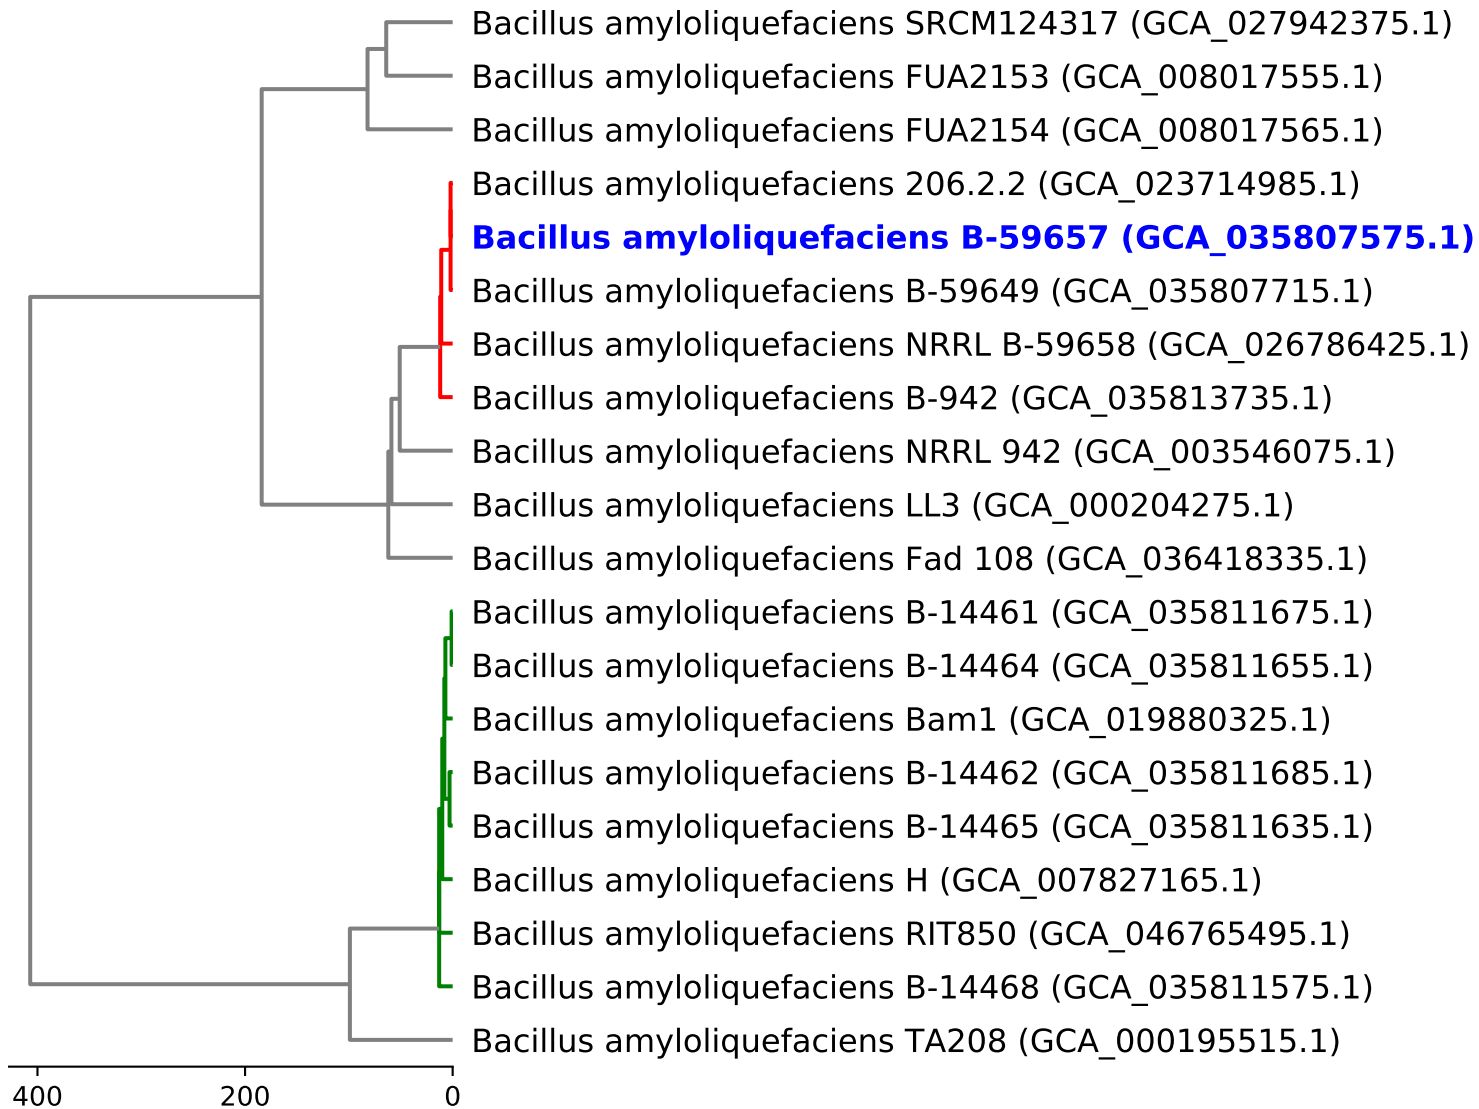 Bacillus amyloliquefaciens SRCM124317 (GCA_027942375.1)
Bacillus amyloliquefaciens FUA2153 (GCA_008017555.1)
Bacillus amyloliquefaciens FUA2154 (GCA_008017565.1)
Bacillus amyloliquefaciens 206.2.2 (GCA_023714985.1)
Bacillus amyloliquefaciens B-59657 (GCA_035807575.1)
Bacillus amyloliquefaciens B-59649 (GCA_035807715.1)
Bacillus amyloliquefaciens NRRL B-59658 (GCA_026786425.1)
Bacillus amyloliquefaciens B-942 (GCA_035813735.1)
Bacillus amyloliquefaciens NRRL 942 (GCA_003546075.1)
Bacillus amyloliquefaciens LL3 (GCA_000204275.1)
Bacillus amyloliquefaciens Fad 108 (GCA_036418335.1)
Bacillus amyloliquefaciens B-14461 (GCA_035811675.1)
Bacillus amyloliquefaciens B-14464 (GCA_035811655.1)
Bacillus amyloliquefaciens Bam1 (GCA_019880325.1)
Bacillus amyloliquefaciens B-14462 (GCA_035811685.1)
Bacillus amyloliquefaciens B-14465 (GCA_035811635.1)
Bacillus amyloliquefaciens H (GCA_007827165.1)
Bacillus amyloliquefaciens RIT850 (GCA_046765495.1)
Bacillus amyloliquefaciens B-14468 (GCA_035811575.1)
Bacillus amyloliquefaciens TA208 (GCA_000195515.1)
400 200 0